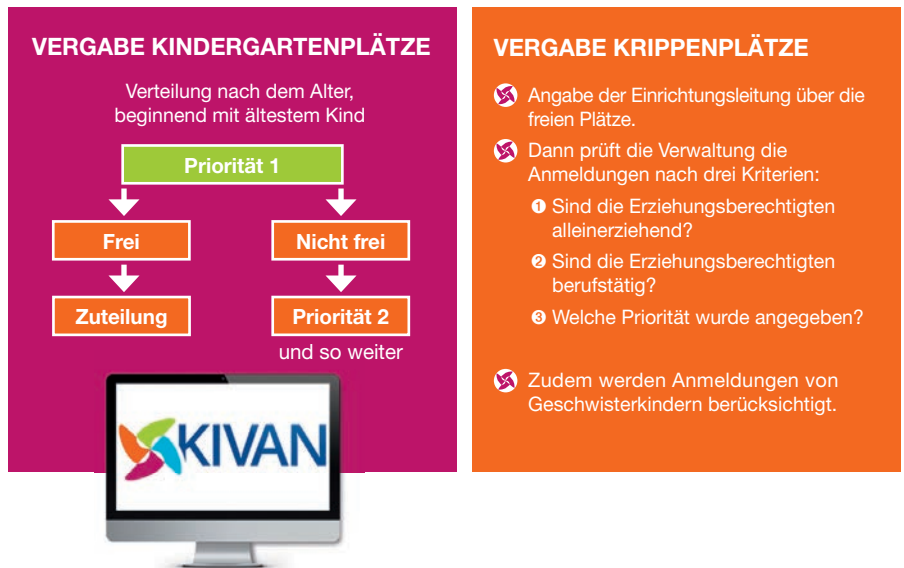 VERGABE KINDERGARTENPLÄTZE
Verteilung nach dem Alter,
beginnend mit ältestem Kind
Priorität 1
Frei
Nicht frei
Zuteilung
Priorität 2
und so weiter
KIVAN
VERGABE KRIPPENPLÄTZE
Angabe der Einrichtungsleitung über die
freien Plätze.
Dann prüft die Verwaltung die
Anmeldungen nach drei Kriterien:
❶ Sind die Erziehungsberechtigten
alleinerziehend?
❷ Sind die Erziehungsberechtigten
berufstätig?
❸ Welche Priorität wurde angegeben?
Zudem werden Anmeldungen von
Geschwisterkindern berücksichtigt.